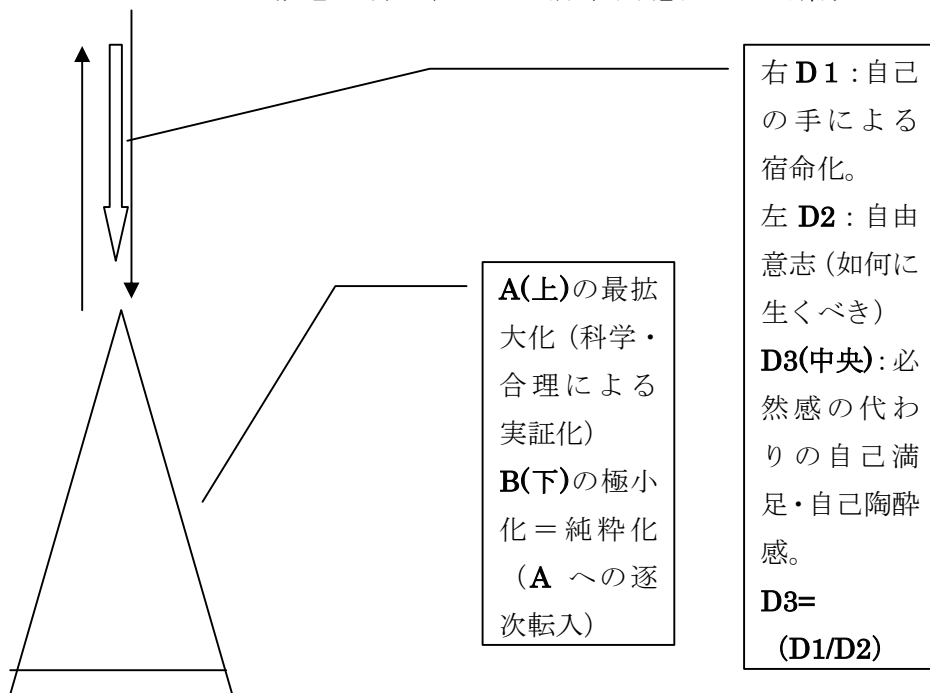 右D1：自己
の手による
宿命化。
左D2：自由
意志（如何に
生くべき）
D3(中央)：必
然感の代わ
りの自己満
足・自己陶酔
感。
D3=
（D1/D2）
A(上)の最拡
大化（科学・
合理による
実証化）
B(下)の極小
化＝純粋化
（A への逐
次転入）